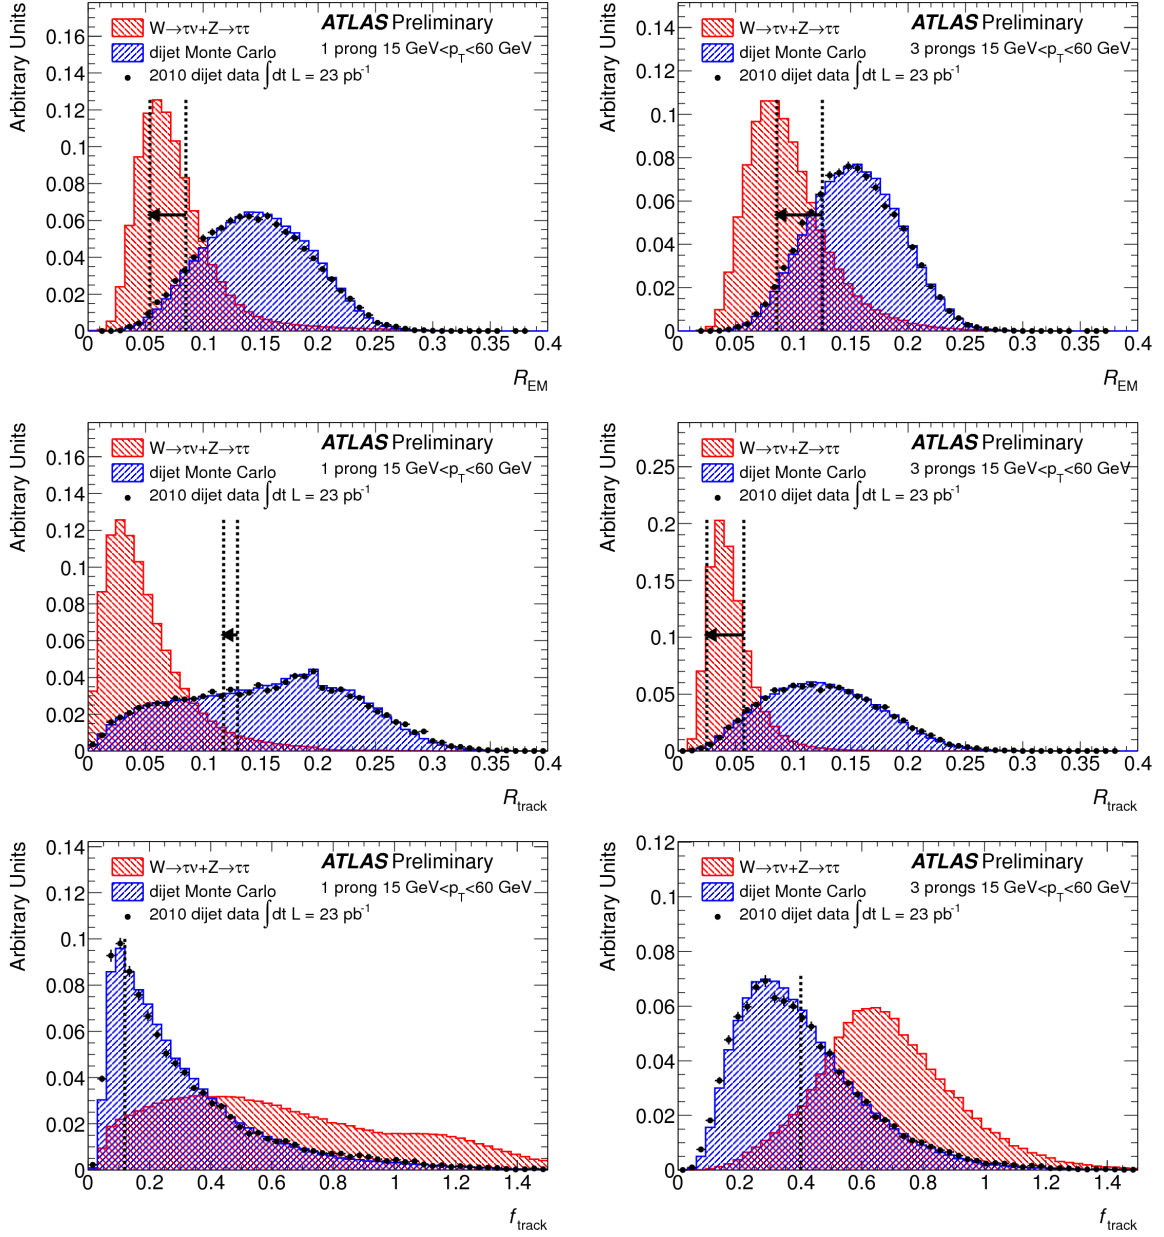 Arbitrary Units
0.16
0.14
0.12
0.1
0.08
0.06
0.04
0.02
0
W→τν+Z→ττ
dijet Monte Carlo
2010 dijet data ∫dt L = 23 pb⁻¹
ATLAS Preliminary
1 prong 15 GeV<p_T<60 GeV
0 0.05 0.1 0.15 0.2 0.25 0.3 0.35 0.4
R_EM
Arbitrary Units
0.14
0.12
0.1
0.08
0.06
0.04
0.02
0
W→τν+Z→ττ
dijet Monte Carlo
2010 dijet data ∫dt L = 23 pb⁻¹
ATLAS Preliminary
3 prongs 15 GeV<p_T<60 GeV
0 0.05 0.1 0.15 0.2 0.25 0.3 0.35 0.4
R_EM
Arbitrary Units
0.16
0.14
0.12
0.1
0.08
0.06
0.04
0.02
0
W→τν+Z→ττ
dijet Monte Carlo
2010 dijet data ∫dt L = 23 pb⁻¹
ATLAS Preliminary
1 prong 15 GeV<p_T<60 GeV
0 0.05 0.1 0.15 0.2 0.25 0.3 0.35 0.4
R_track
Arbitrary Units
0.25
0.2
0.15
0.1
0.05
0
W→τν+Z→ττ
dijet Monte Carlo
2010 dijet data ∫dt L = 23 pb⁻¹
ATLAS Preliminary
3 prongs 15 GeV<p_T<60 GeV
0 0.05 0.1 0.15 0.2 0.25 0.3 0.35 0.4
R_track
Arbitrary Units
0.14
0.12
0.1
0.08
0.06
0.04
0.02
0
W→τν+Z→ττ
dijet Monte Carlo
2010 dijet data ∫dt L = 23 pb⁻¹
ATLAS Preliminary
1 prong 15 GeV<p_T<60 GeV
0 0.2 0.4 0.6 0.8 1 1.2 1.4
f_track
Arbitrary Units
0.12
0.1
0.08
0.06
0.04
0.02
0
W→τν+Z→ττ
dijet Monte Carlo
2010 dijet data ∫dt L = 23 pb⁻¹
ATLAS Preliminary
3 prongs 15 GeV<p_T<60 GeV
0 0.2 0.4 0.6 0.8 1 1.2 1.4
f_track